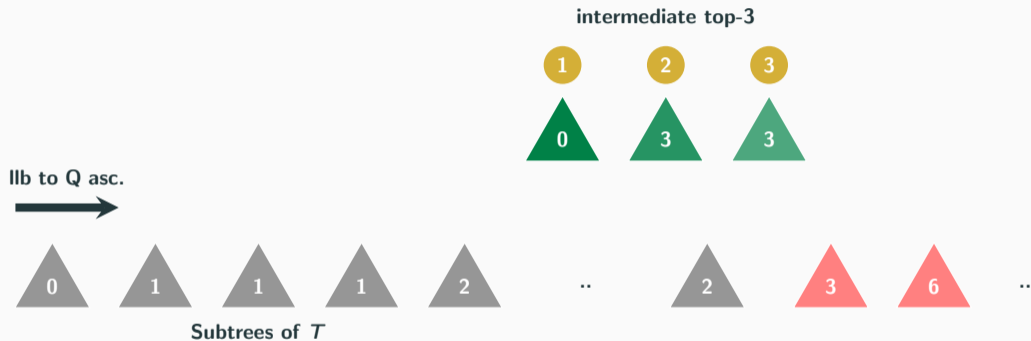 intermediate top-3
1 2 3
0 3 3
llb to Q asc.
0 1 1 1 2 .. 2 3 6 ..
Subtrees of T